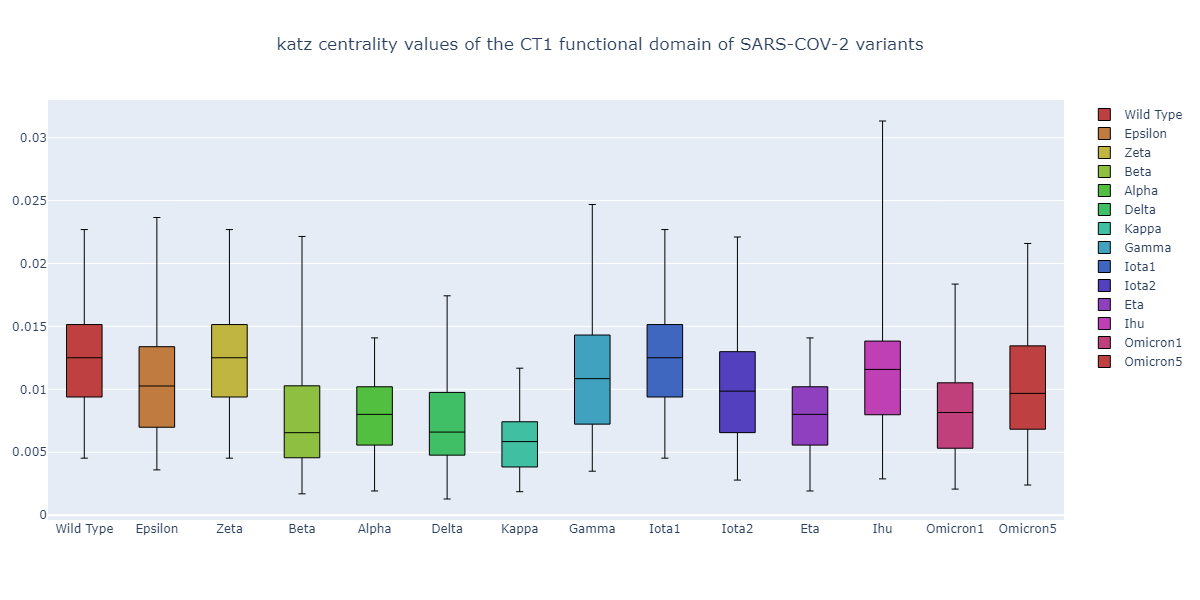 katz centrality values of the CT1 functional domain of SARS-COV-2 variants
0.03
0.025
0.02
0.015
0.01
0.005
0
Wild Type Epsilon Zeta Beta Alpha Delta Kappa Gamma Iota1 Iota2 Eta Ihu Omicron1 Omicron5
Wild Type
Epsilon
Zeta
Beta
Alpha
Delta
Kappa
Gamma
Iota1
Iota2
Eta
Ihu
Omicron1
Omicron5